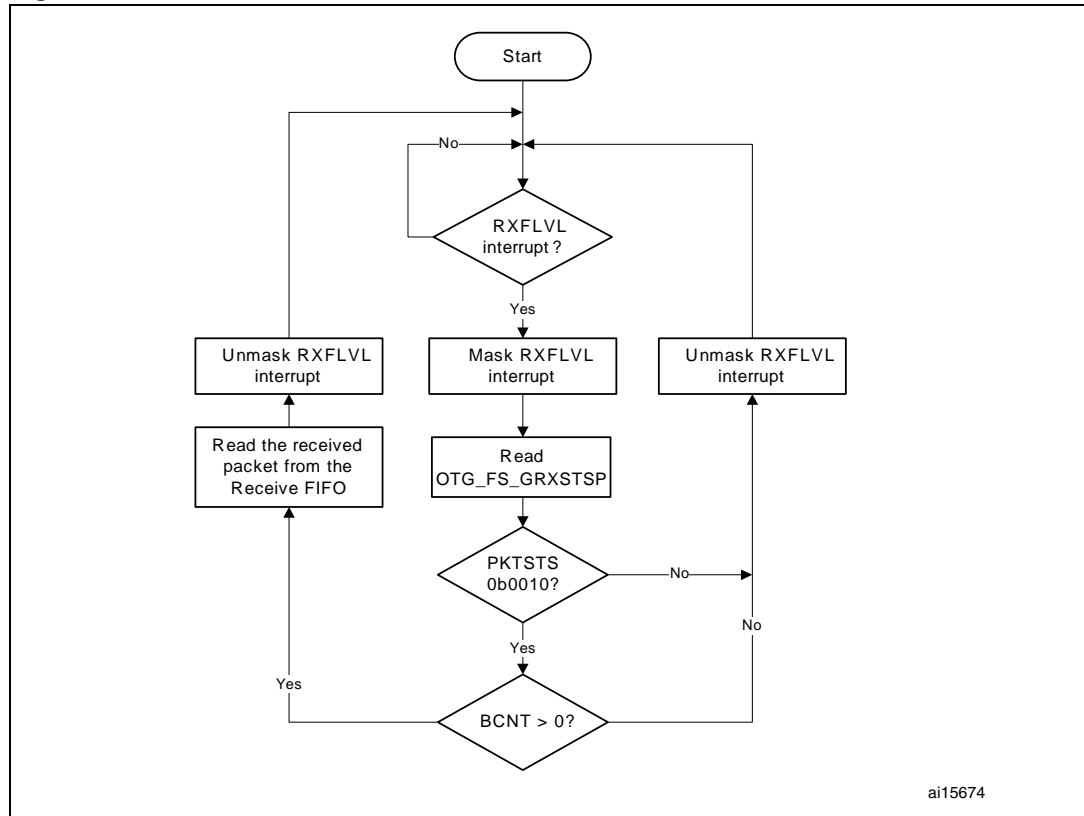 Start
No
RXFLVL
interrupt ?
Yes
Unmask RXFLVL
interrupt
Mask RXFLVL
interrupt
Unmask RXFLVL
interrupt
Read the received
packet from the
Receive FIFO
Read
OTG_FS_GRXSTSP
PKTSTS
0b0010?
No
No
Yes
Yes
BCNT > 0?
ai15674